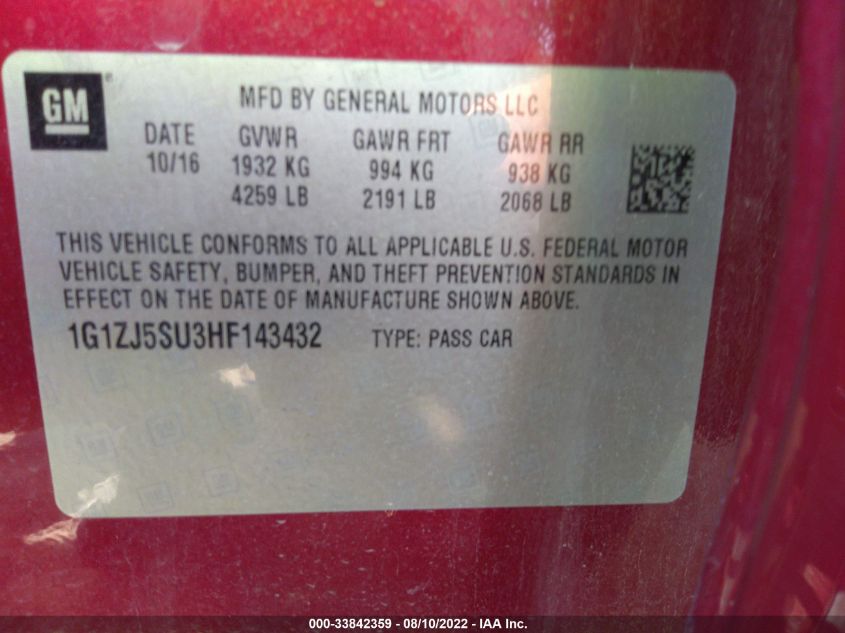 GM ®
MFD BY GENERAL MOTORS LLC
DATE GVWR GAWR FRT GAWR RR
10/16 1932 KG 994 KG 938 KG
4259 LB 2191 LB 2068 LB
THIS VEHICLE CONFORMS TO ALL APPLICABLE U.S. FEDERAL MOTOR
VEHICLE SAFETY, BUMPER, AND THEFT PREVENTION STANDARDS IN
EFFECT ON THE DATE OF MANUFACTURE SHOWN ABOVE.
1G1ZJ5SU3HF143432 TYPE: PASS CAR
000-33842359 - 08/10/2022 - IAA Inc.